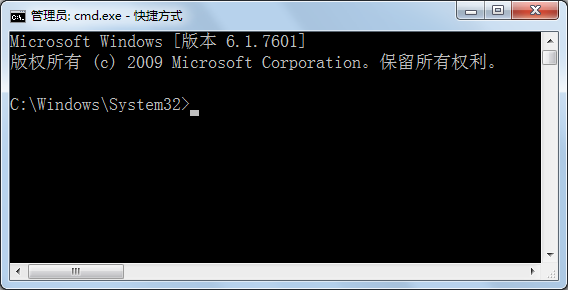 管理员: cmd.exe - 快捷方式
Microsoft Windows [版本 6.1.7601]
版权所有 (c) 2009 Microsoft Corporation。保留所有权利。
C:\Windows\System32>